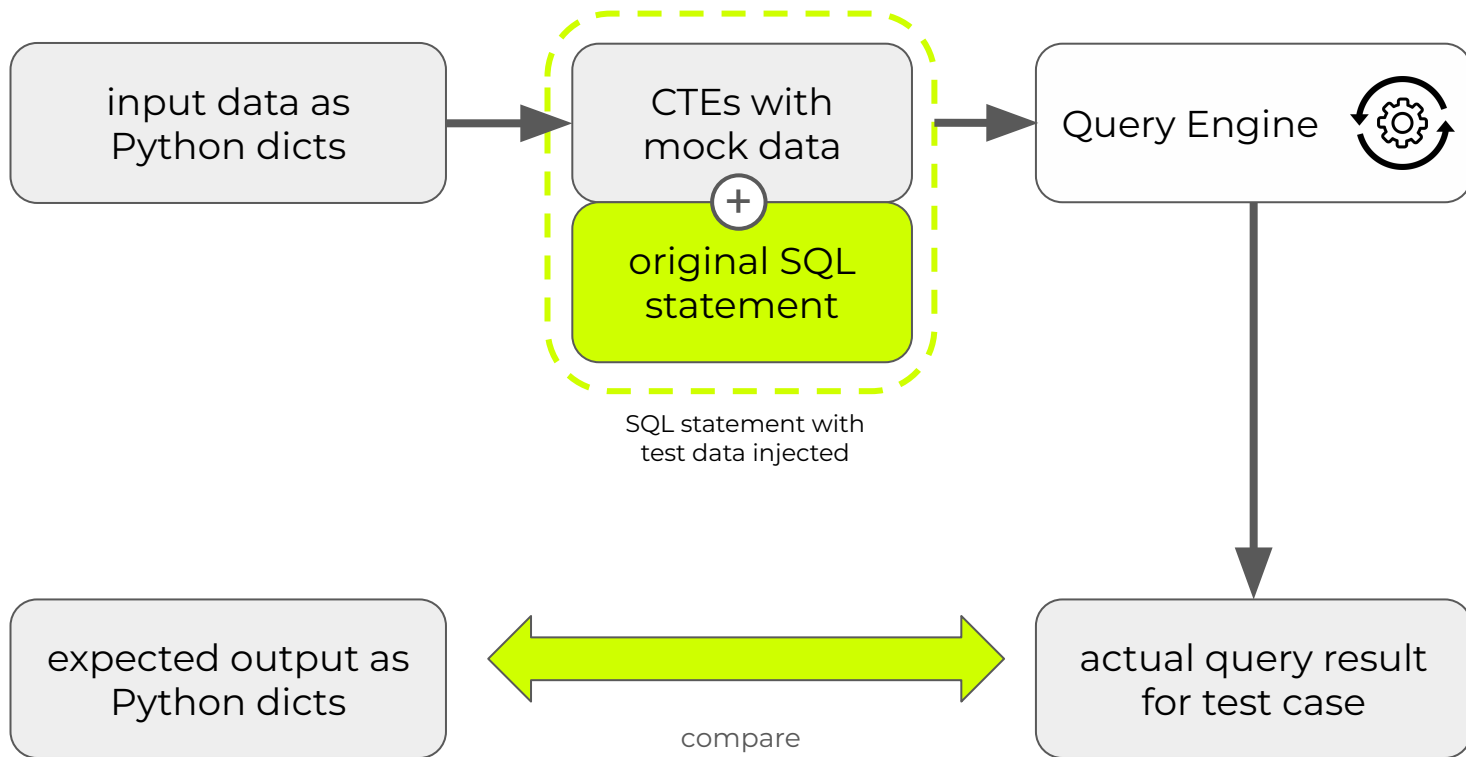 input data as
Python dicts
CTEs with
mock data
+
original SQL
statement
SQL statement with
test data injected
Query Engine
expected output as
Python dicts
compare
actual query result
for test case